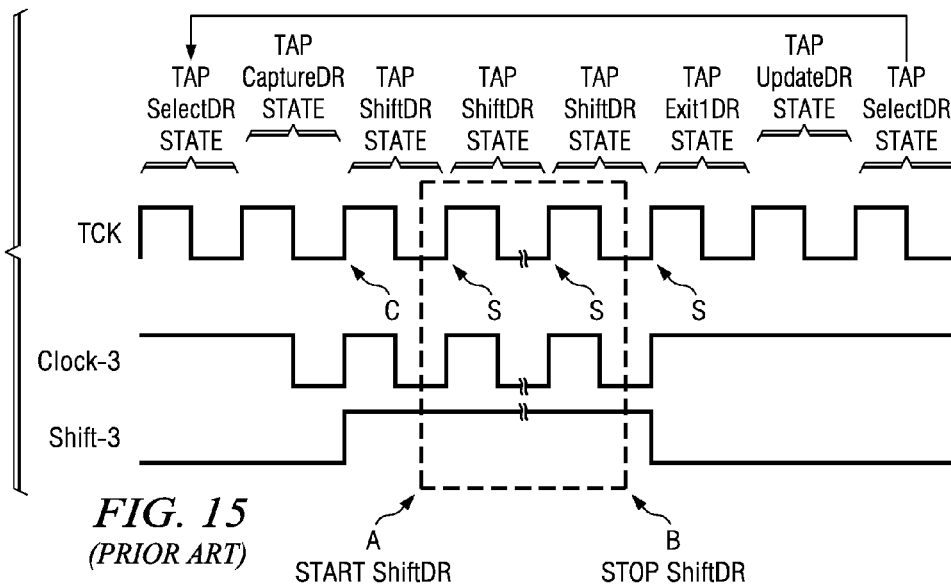 TAP
SelectDR
STATE
TAP
CaptureDR
STATE
TAP
ShiftDR
STATE
TAP
ShiftDR
STATE
TAP
ShiftDR
STATE
TAP
Exit1DR
STATE
TAP
UpdateDR
STATE
TAP
SelectDR
STATE
TCK
C
S
S
S
Clock-3
Shift-3
FIG. 15
(PRIOR ART)
A
START ShiftDR
B
STOP ShiftDR